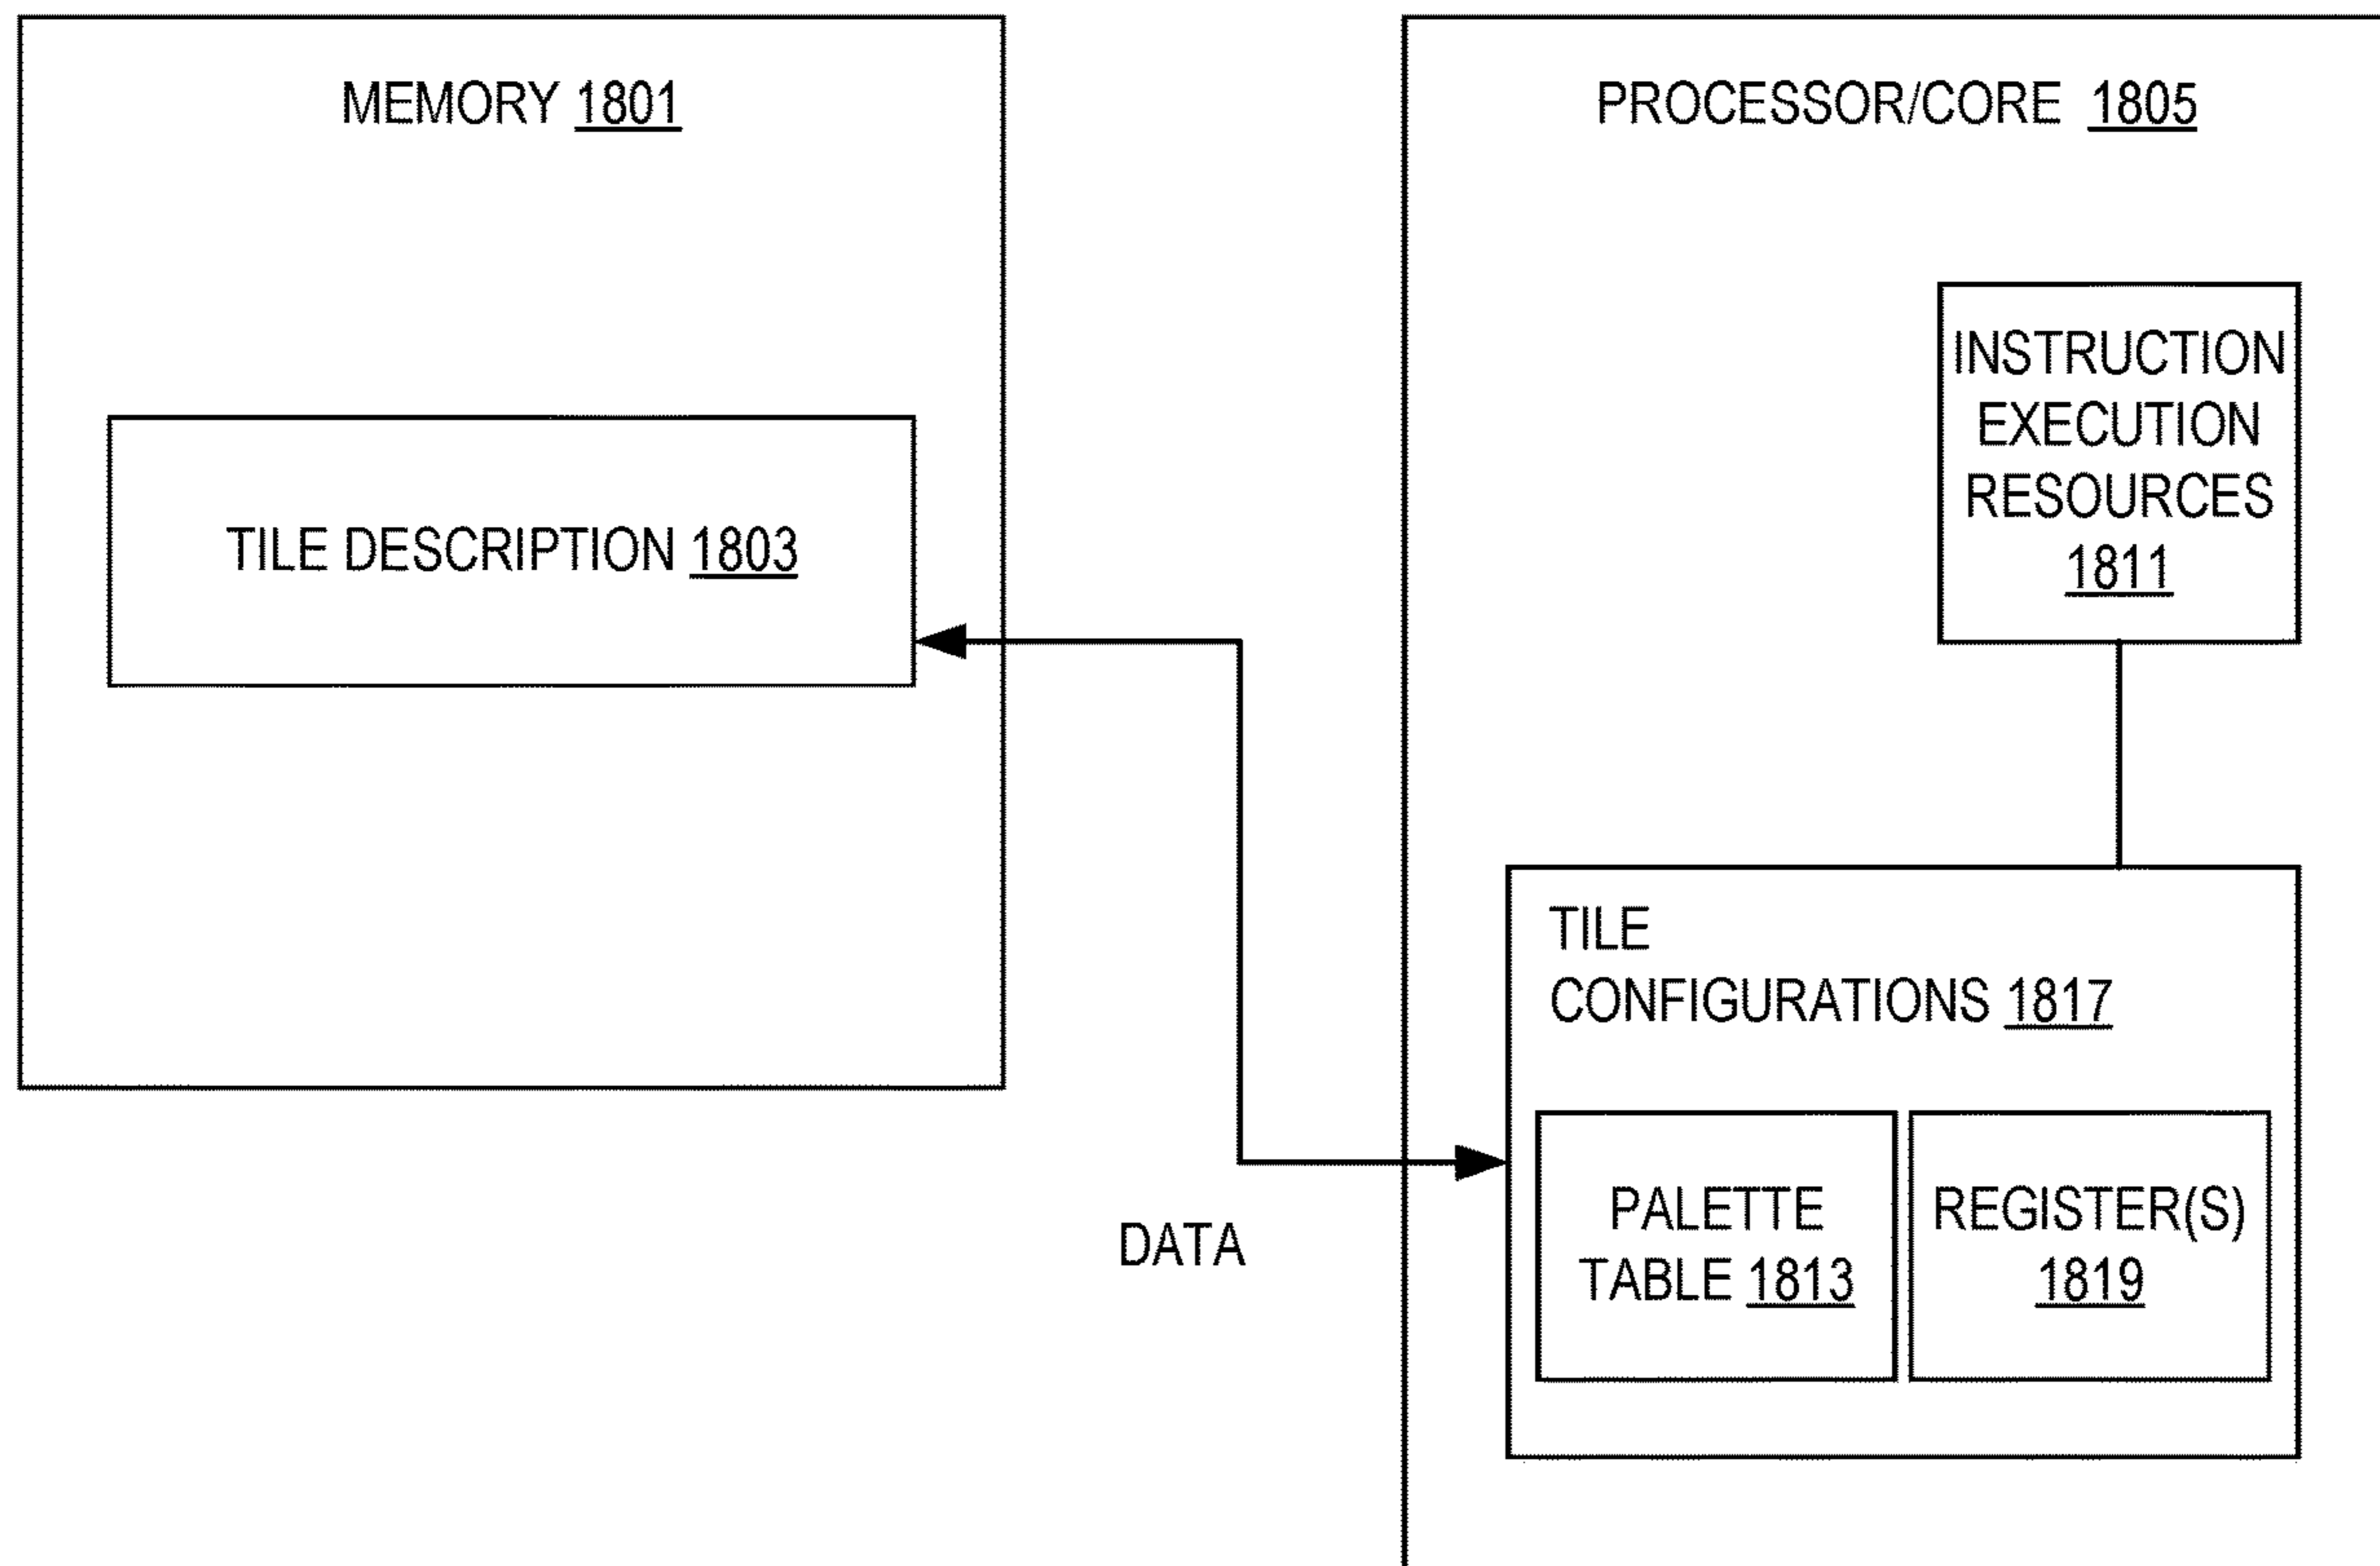 MEMORY 1801
TILE DESCRIPTION 1803
DATA
PROCESSOR/CORE 1805
INSTRUCTION
EXECUTION
RESOURCES
1811
TILE
CONFIGURATIONS 1817
PALETTE
TABLE 1813
REGISTER(S)
1819